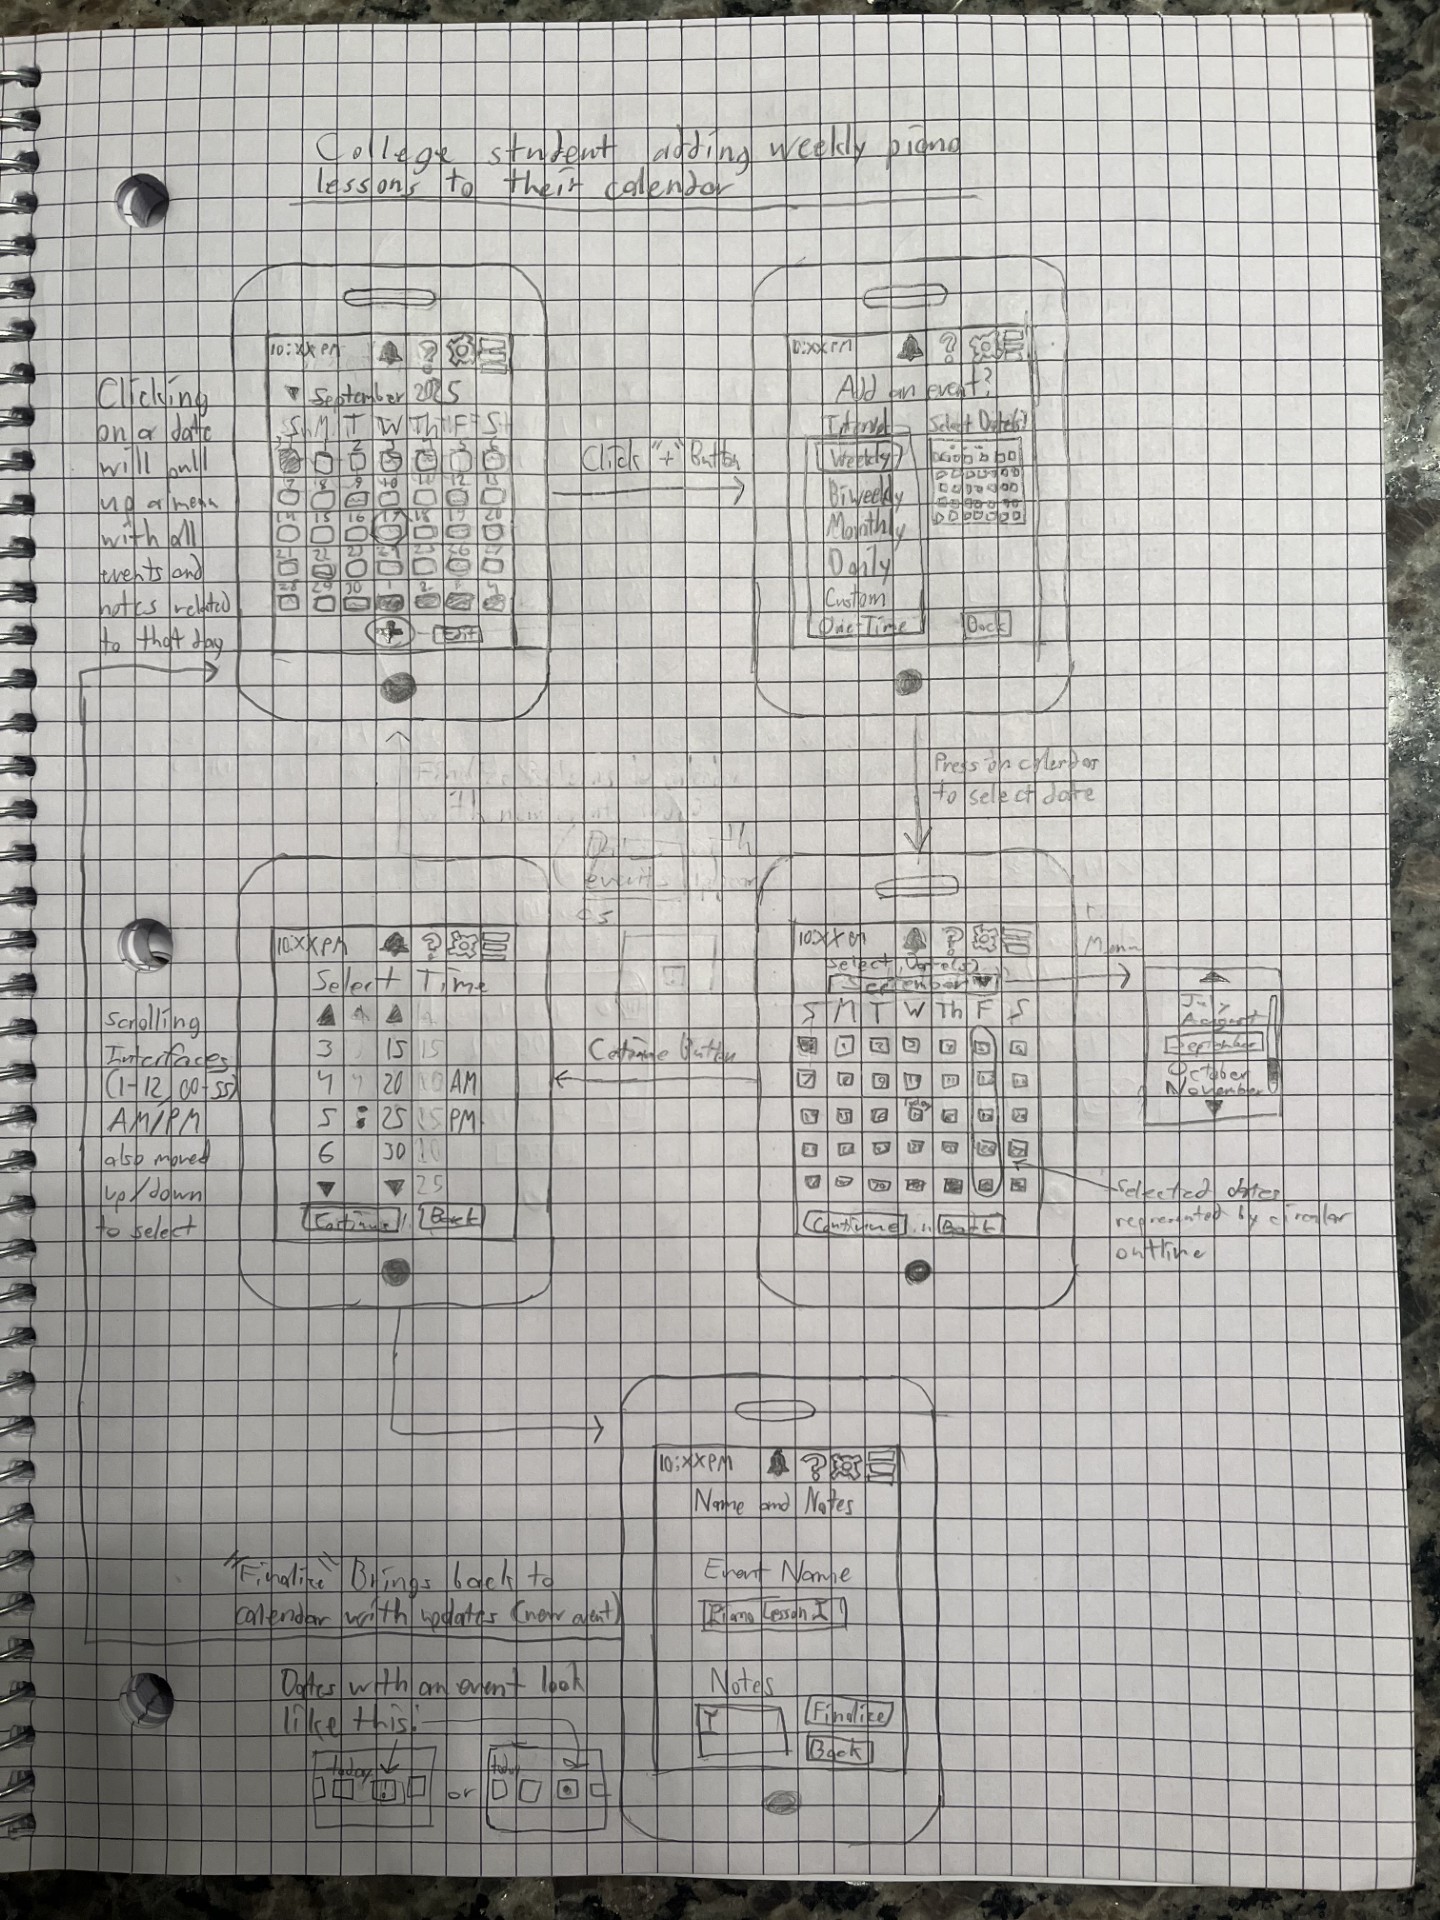 College student adding weekly piano
lessons to their calendar
10:XX PM ?
September 2025
S M T W Th F S
1 2 3 4 5 6
7 8 9 10 11 12 13
14 15 16 17 18 19 20
21 22 23 24 25 26 27
28 29 30 1 2 3 4
+ Edit
Clicking
on a date
will pull
up a menu
with all
events and
notes related
to that day
Click "+" Button
10:XX PM ?
Add an event?
Interval Select Date(s)
Weekly
Biweekly
Monthly
Daily
Custom
One-Time Back
Press on calendar
to select date
events
10:XX PM ?
Select Date(s)
September
S M T W Th F S
Continue Back
Menu
July
August
September
October
November
Selected dates
represented by circular
outline
Continue Button
10:XX PM ?
Select Time
3 15
4 20 AM
5 : 25 PM
6 30
25
Continue Back
Scrolling
Interfaces
(1-12, 00-55)
AM/PM
also moved
up/down
to select
10:XX PM ?
Name and Notes
Event Name
Piano Lesson I
Notes
I
Finalize
Back
"Finalize" Brings back to
calendar with updates (new event)
Dates with an event look
like this:
today or today